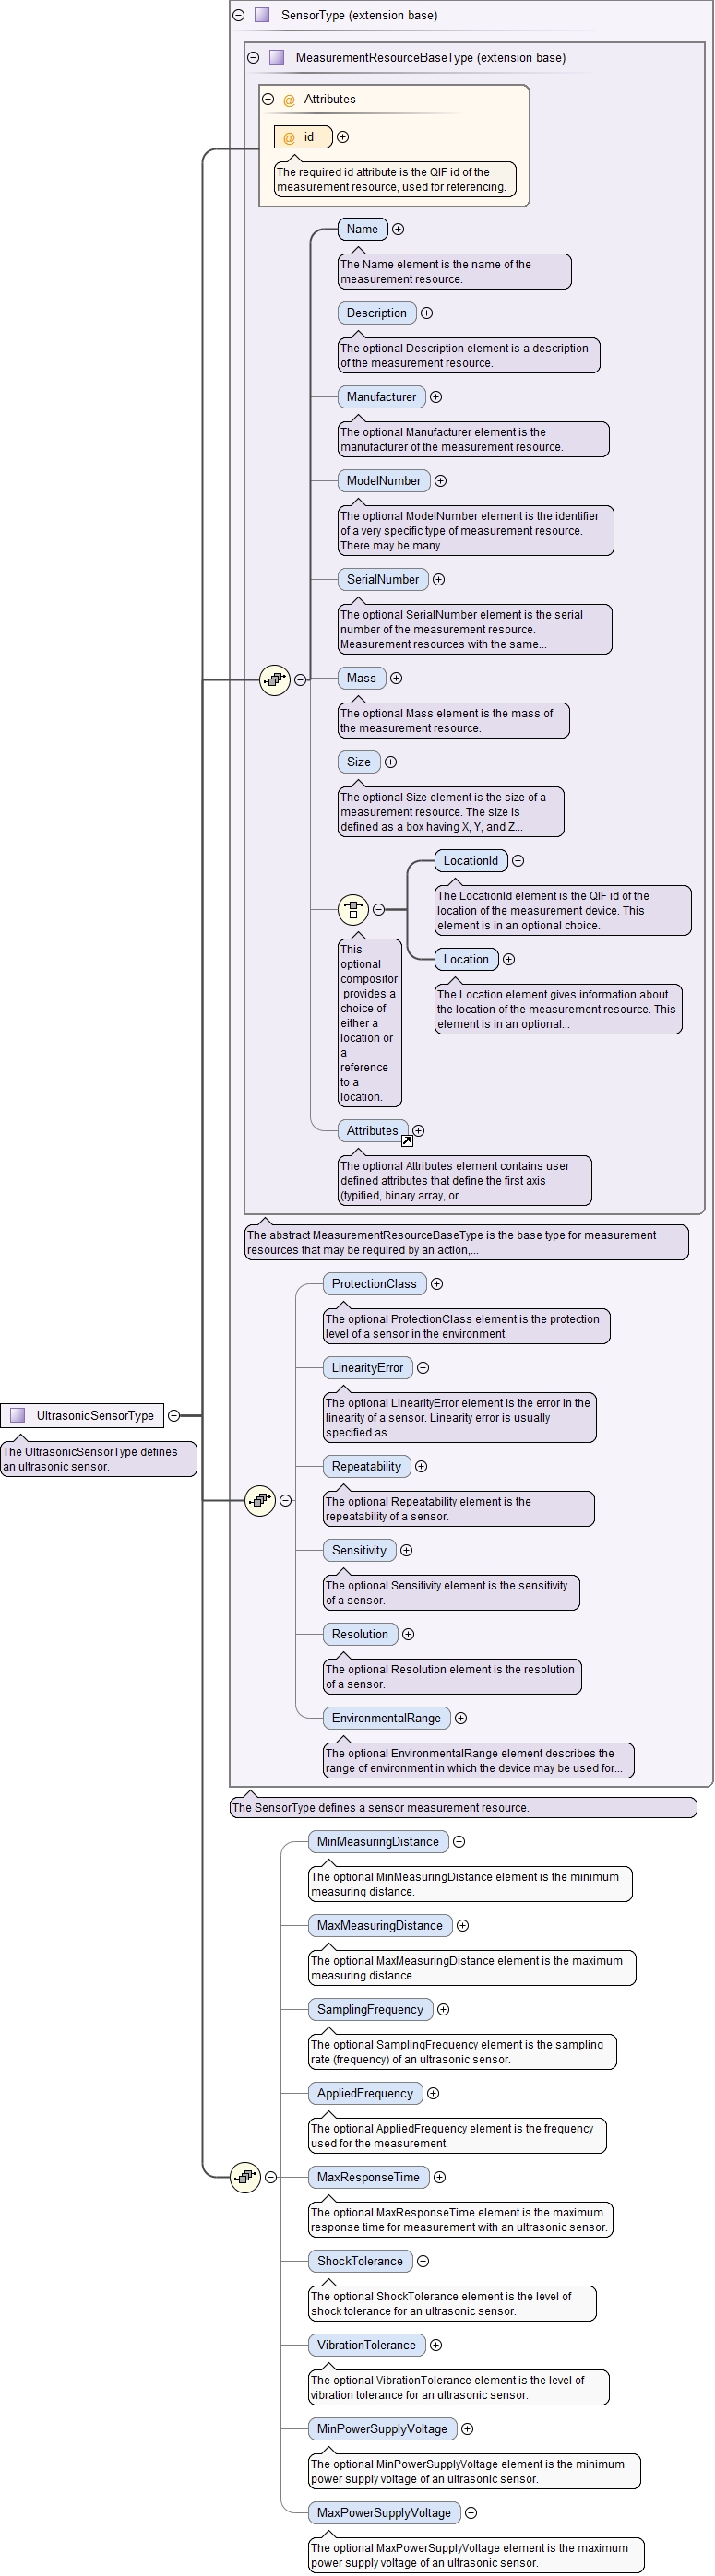 SensorType (extension base)
MeasurementResourceBaseType (extension base)
@ Attributes
@ id
The required id attribute is the QIF id of the
measurement resource, used for referencing.
Name
The Name element is the name of the
measurement resource.
Description
The optional Description element is a description
of the measurement resource.
Manufacturer
The optional Manufacturer element is the
manufacturer of the measurement resource.
ModelNumber
The optional ModelNumber element is the identifier
of a very specific type of measurement resource.
There may be many...
SerialNumber
The optional SerialNumber element is the serial
number of the measurement resource.
Measurement resources with the same...
Mass
The optional Mass element is the mass of
the measurement resource.
Size
The optional Size element is the size of a
measurement resource. The size is
defined as a box having X, Y, and Z...
LocationId
The LocationId element is the QIF id of the
location of the measurement device. This
element is in an optional choice.
Location
The Location element gives information about
the location of the measurement resource. This
element is in an optional...
This
optional
compositor
provides a
choice of
either a
location or
a
reference
to a
location.
Attributes
The optional Attributes element contains user
defined attributes that define the first axis
(typified, binary array, or...
The abstract MeasurementResourceBaseType is the base type for measurement
resources that may be required by an action,...
ProtectionClass
The optional ProtectionClass element is the protection
level of a sensor in the environment.
LinearityError
The optional LinearityError element is the error in the
linearity of a sensor. Linearity error is usually
specified as...
UltrasonicSensorType
The UltrasonicSensorType defines
an ultrasonic sensor.
Repeatability
The optional Repeatability element is the
repeatability of a sensor.
Sensitivity
The optional Sensitivity element is the sensitivity
of a sensor.
Resolution
The optional Resolution element is the resolution
of a sensor.
EnvironmentalRange
The optional EnvironmentalRange element describes the
range of environment in which the device may be used for...
The SensorType defines a sensor measurement resource.
MinMeasuringDistance
The optional MinMeasuringDistance element is the minimum
measuring distance.
MaxMeasuringDistance
The optional MaxMeasuringDistance element is the maximum
measuring distance.
SamplingFrequency
The optional SamplingFrequency element is the sampling
rate (frequency) of an ultrasonic sensor.
AppliedFrequency
The optional AppliedFrequency element is the frequency
used for the measurement.
MaxResponseTime
The optional MaxResponseTime element is the maximum
response time for measurement with an ultrasonic sensor.
ShockTolerance
The optional ShockTolerance element is the level of
shock tolerance for an ultrasonic sensor.
VibrationTolerance
The optional VibrationTolerance element is the level of
vibration tolerance for an ultrasonic sensor.
MinPowerSupplyVoltage
The optional MinPowerSupplyVoltage element is the minimum
power supply voltage of an ultrasonic sensor.
MaxPowerSupplyVoltage
The optional MaxPowerSupplyVoltage element is the maximum
power supply voltage of an ultrasonic sensor.